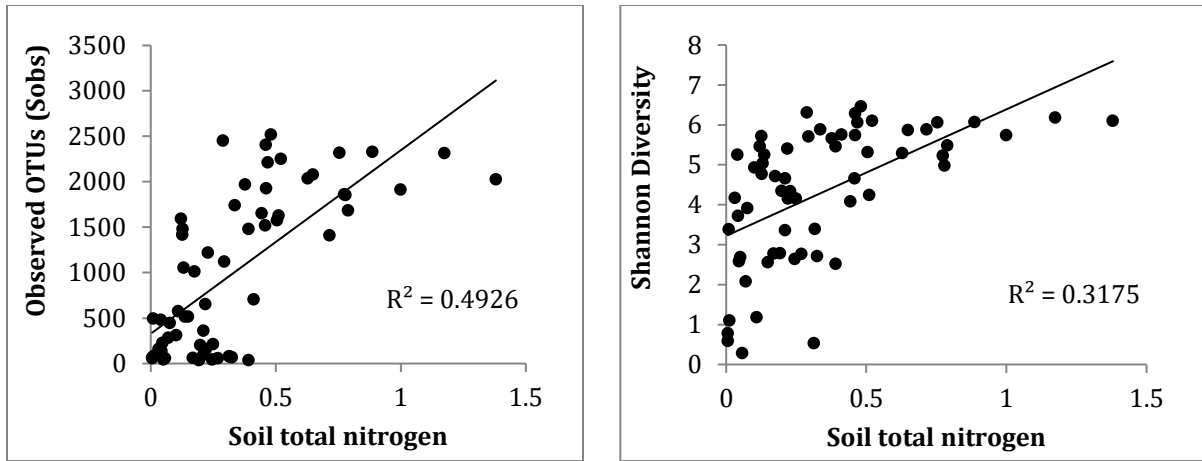 Observed OTUs (Sobs)
3500
3000
2500
2000
1500
1000
500
0
R² = 0.4926
0 0.5 1 1.5
Soil total nitrogen
Shannon Diversity
8
7
6
5
4
3
2
1
0
R² = 0.3175
0 0.5 1 1.5
Soil total nitrogen